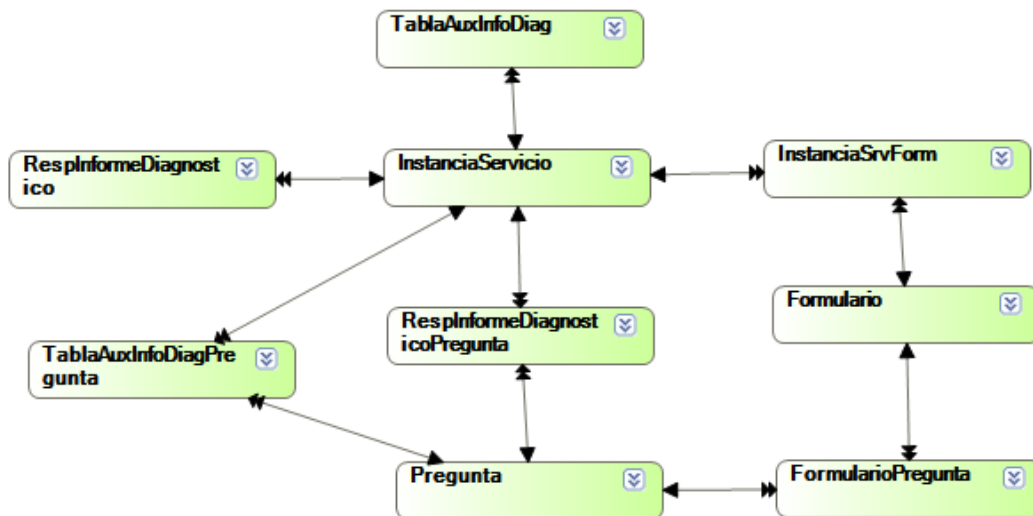 TablaAuxInfoDiag
RespInformeDiagnost
ico
InstanciaServicio
InstanciaSrvForm
Formulario
RespInformeDiagnost
icoPregunta
TablaAuxInfoDiagPre
gunta
Pregunta
FormularioPregunta